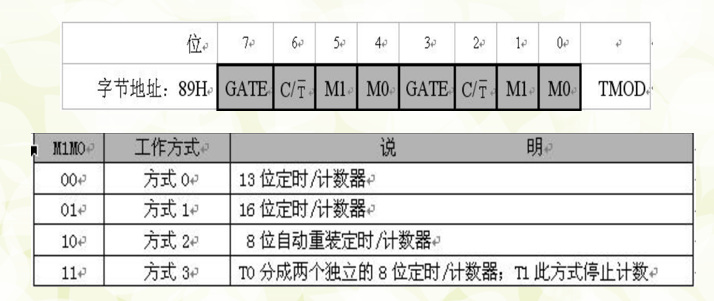 位 7 6 5 4 3 2 1 0
字节地址：89H GATE C/T̅ M1 M0 GATE C/T̅ M1 M0 TMOD
M1M0 工作方式 说 明
00 方式 0 13 位定时/计数器
01 方式 1 16 位定时/计数器
10 方式 2 8 位自动重装定时/计数器
11 方式 3 T0 分成两个独立的 8 位定时/计数器；T1 此方式停止计数